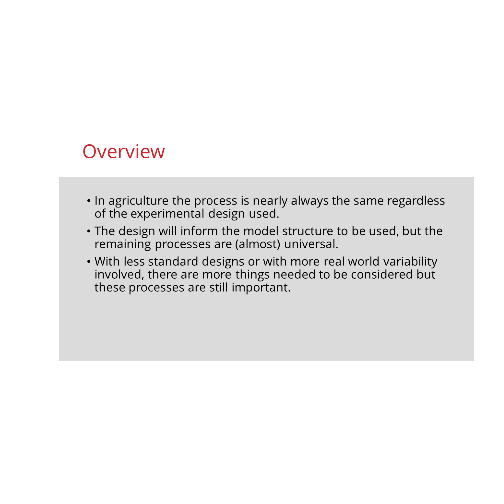 Overview
• In agriculture the process is nearly always the same regardless
of the experimental design used.
• The design will inform the model structure to be used, but the
remaining processes are (almost) universal.
• With less standard designs or with more real world variability
involved, there are more things needed to be considered but
these processes are still important.